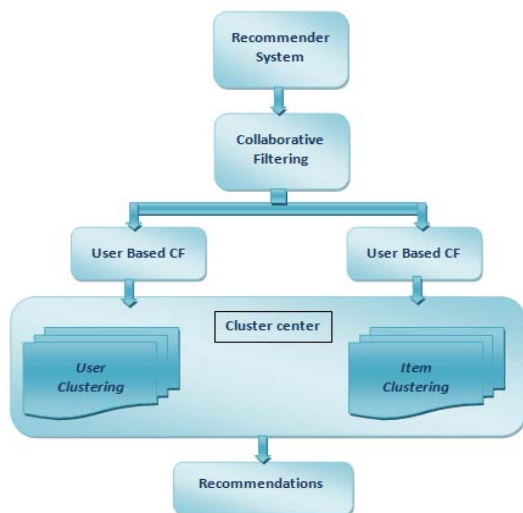 Recommender
System
Collaborative
Filtering
User Based CF
User Based CF
Cluster center
User
Clustering
Item
Clustering
Recommendations